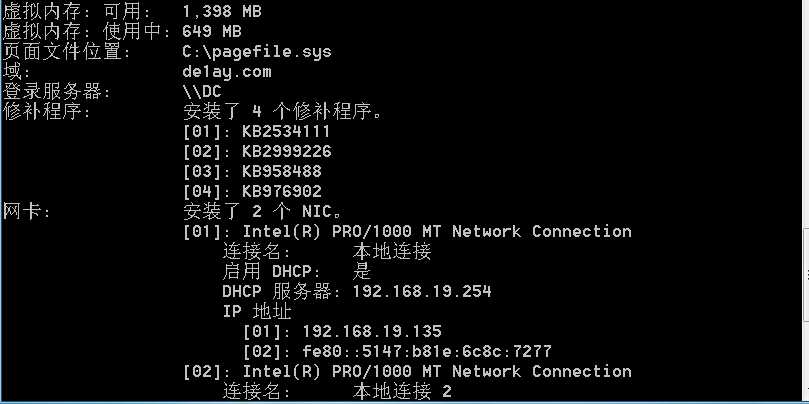 虚拟内存: 可用:   1,398 MB
虚拟内存: 使用中: 649 MB
页面文件位置:     C:\pagefile.sys
域:               de1ay.com
登录服务器:       \\DC
修补程序:         安装了 4 个修补程序。
                  [01]: KB2534111
                  [02]: KB2999226
                  [03]: KB958488
                  [04]: KB976902
网卡:             安装了 2 个 NIC。
                  [01]: Intel(R) PRO/1000 MT Network Connection
                      连接名:      本地连接
                      启用 DHCP:   是
                      DHCP 服务器: 192.168.19.254
                      IP 地址
                        [01]: 192.168.19.135
                        [02]: fe80::5147:b81e:6c8c:7277
                  [02]: Intel(R) PRO/1000 MT Network Connection
                      连接名:      本地连接 2